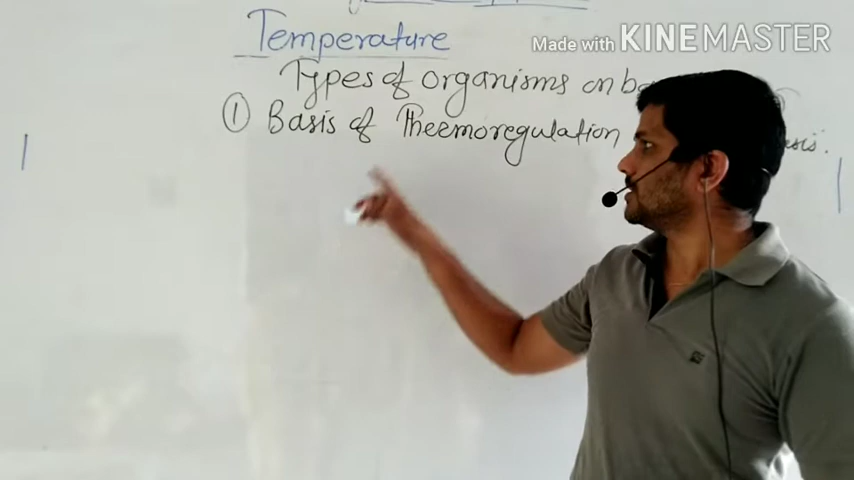 Temperature
Made with KINEMASTER
Types of organisms on
① Basis of Theemoregulation